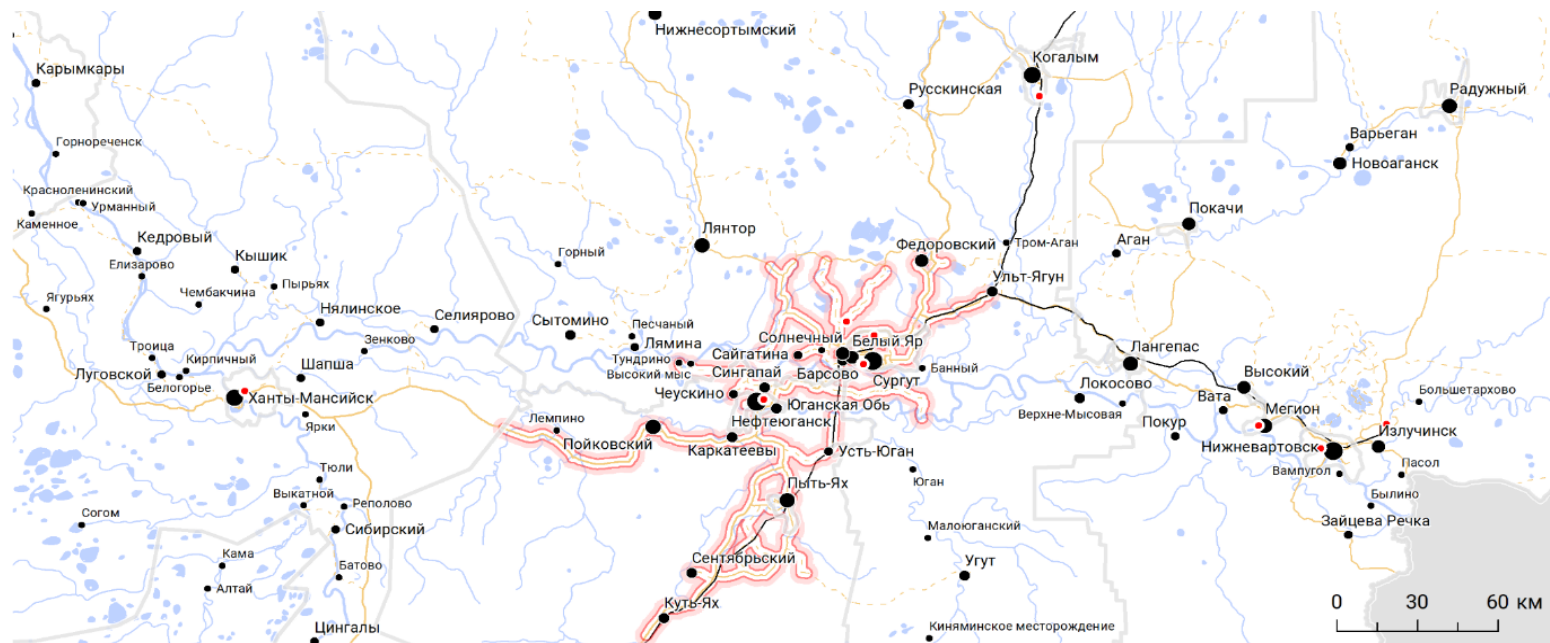 Нижнесортымский
Когалым
Карымкары
Русскинская
Радужный
Варьеган
Новоаганск
Горнореченск
Красноленинский
Урманный
Каменное
Покачи
Лянтор
Кедровый
Аган
Федоровский
Тром-Аган
Елизарово
Кышик
Горный
Ульт-Ягун
Пырьях
Чембакчина
Ягурьях
Нялинское
Селиярово
Сытомино
Песчаный
Лямина
Солнечный
Белый Яр
Зенково
Троица
Кирпичный
Шапша
Тундрино
Сайгатина
Лангепас
Луговской
Белогорье
Высокий мыс
Сингапай
Барсово
Сургут
Банный
Высокий
Локосово
Большетархово
Ханты-Мансийск
Чеускино
Юганская Обь
Вата
Верхне-Мысовая
Мегион
Лемпино
Ярки
Нефтеюганск
Покур
Излучинск
Пойковский
Каркатеевы
Усть-Юган
Нижневартовск
Тюли
Вампугол
Пасол
Юган
Пыть-Ях
Выкатной
Реполово
Былино
Согом
Сибирский
Малоюганский
Зайцева Речка
Сентябрьский
Угут
Кама
Батово
Алтай
Куть-Ях
0 30 60 км
Цингалы
Киняминское месторождение